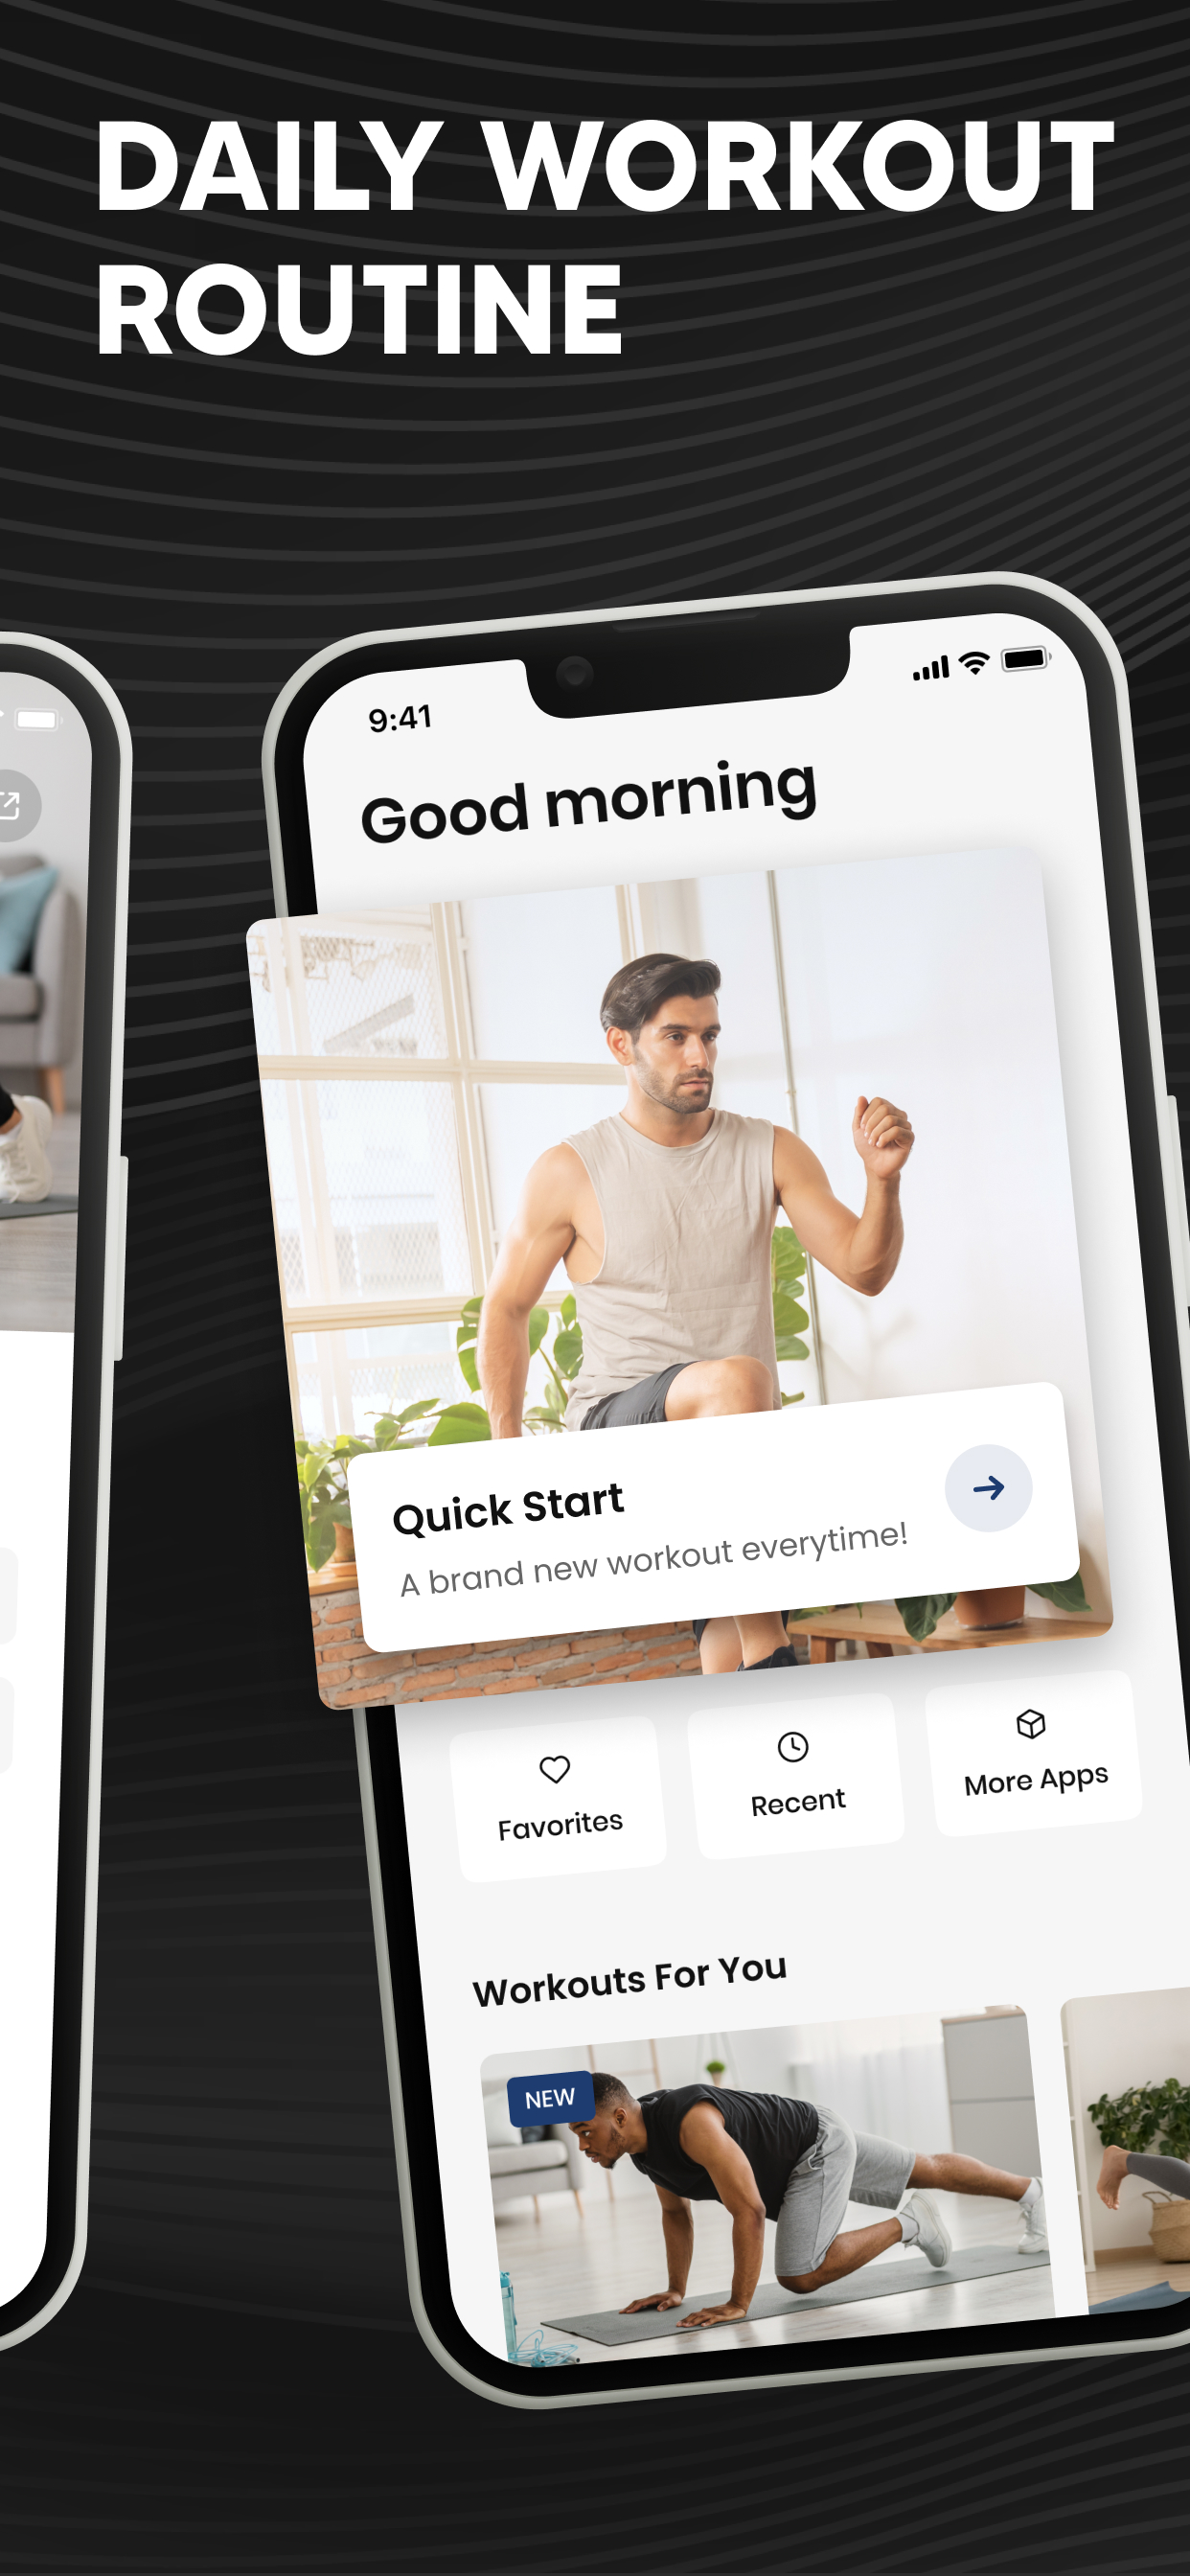 DAILY WORKOUT
ROUTINE
9:41
Good morning
Quick Start
A brand new workout everytime!
Favorites
Recent
More Apps
Workouts For You
NEW